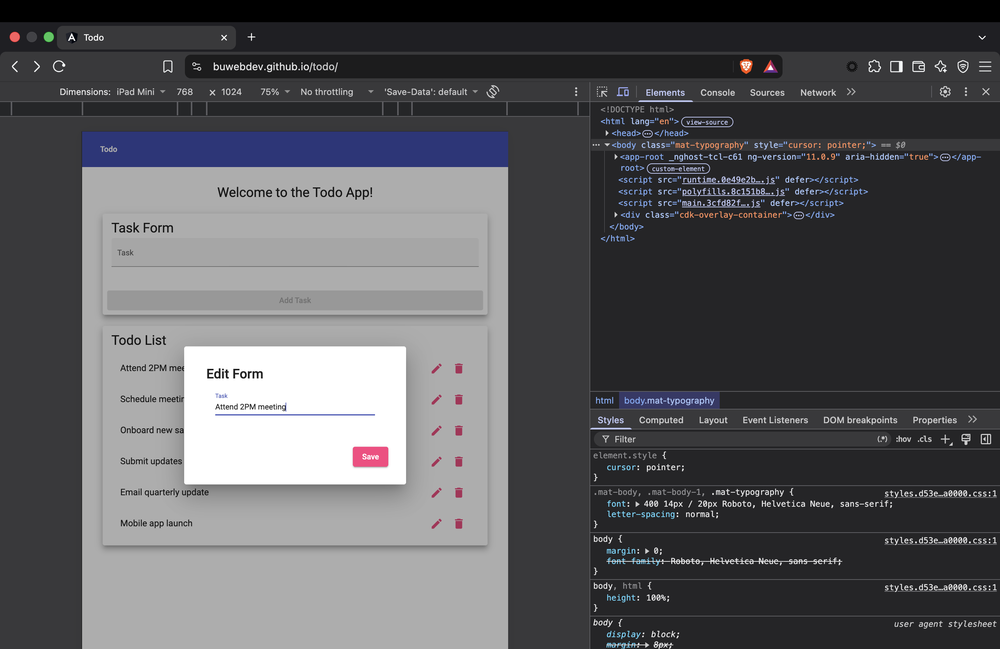 Todo
buwebdev.github.io/todo/
Dimensions: iPad Mini 768 x 1024 75% No throttling 'Save-Data': default
Elements Console Sources Network
Todo
Welcome to the Todo App!
Task Form
Task
Add Task
Todo List
Attend 2PM mee
Schedule meetin
Onboard new sa
Submit updates
Email quarterly update
Mobile app launch
Edit Form
Task
Attend 2PM meeting
Save
<!DOCTYPE html>
<html lang="en"> view-source
<head></head>
<body class="mat-typography" style="cursor: pointer;"> == $0
<app-root _nghost-tcl-c61 ng-version="11.0.9" aria-hidden="true"></app-
root> custom-element
<script src="runtime.0e49e2b….js" defer></script>
<script src="polyfills.8c151b8….js" defer></script>
<script src="main.3cfd82f….js" defer></script>
<div class="cdk-overlay-container"></div>
</body>
</html>
html body.mat-typography
Styles Computed Layout Event Listeners DOM breakpoints Properties
Filter :hov .cls
element.style {
cursor: pointer;
}
.mat-body, .mat-body-1, .mat-typography { styles.d53e…a0000.css:1
font: 400 14px / 20px Roboto, Helvetica Neue, sans-serif;
letter-spacing: normal;
}
body { styles.d53e…a0000.css:1
margin: 0;
font-family: Roboto, Helvetica Neue, sans-serif;
}
body, html { styles.d53e…a0000.css:1
height: 100%;
}
body { user agent stylesheet
display: block;
margin: 8px;